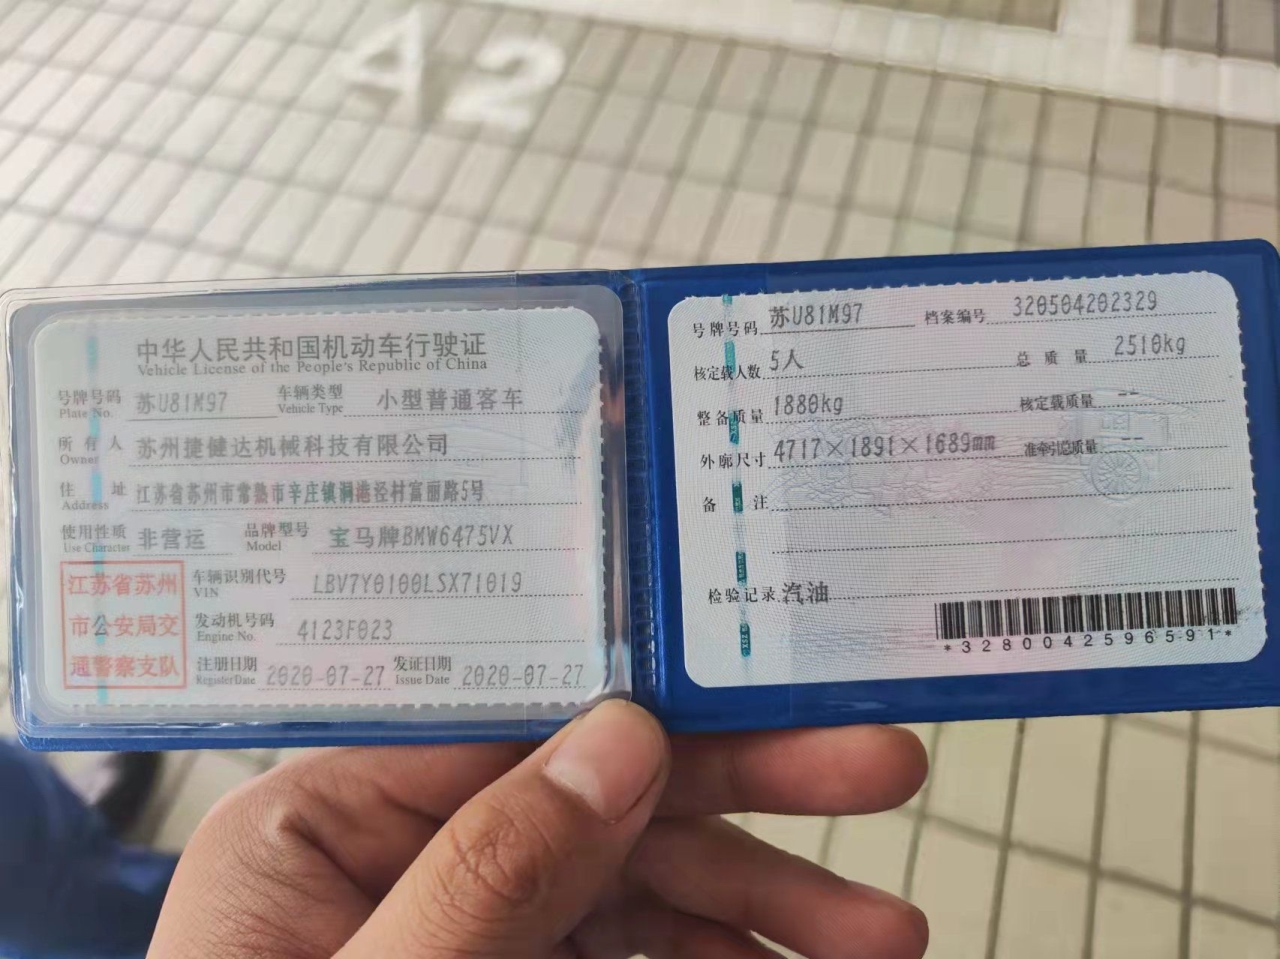 A2
中华人民共和国机动车行驶证
Vehicle License of the People's Republic of China
号牌号码 苏U81M97 车辆类型 小型普通客车
Plate No. Vehicle Type
所有人 苏州捷健达机械科技有限公司
Owner
住址 江苏省苏州市常熟市辛庄镇洞港泾村富丽路5号
Address
使用性质 非营运 品牌型号 宝马牌BMW6475VX
Use Character Model
江苏省苏州
市公安局交
通警察支队
车辆识别代号 LBV7Y0100LSX71019
VIN
发动机号码 4123F023
Engine No.
注册日期 2020-07-27 发证日期 2020-07-27
Register Date Issue Date
号牌号码 苏U81M97 档案编号 320504202329
核定载人数 5人 总质量 2510kg
整备质量 1880kg 核定载质量 --
外廓尺寸 4717×1891×1689mm 准牵引总质量 --
备注
检验记录 汽油
*3280042596591*